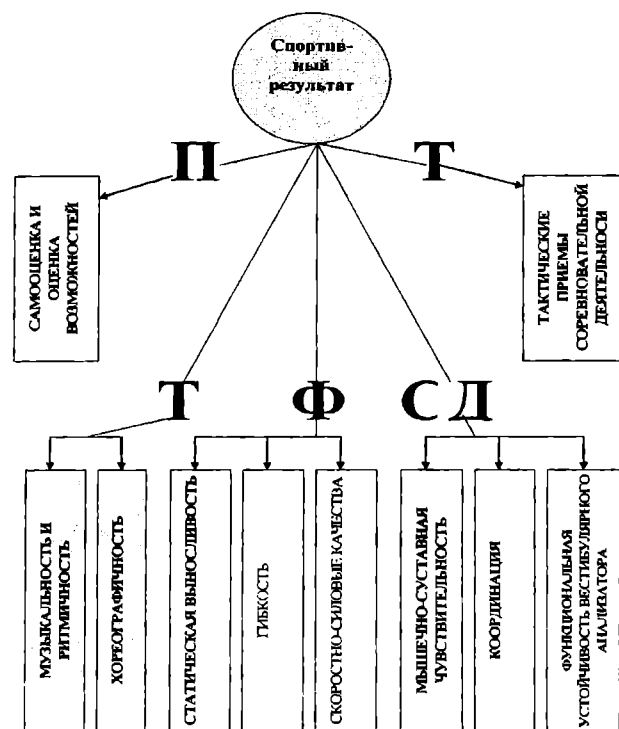 Спортив-
ный
результат
П
Т
САМООЦЕНКА И
ОЦЕНКА
ВОЗМОЖНОСТЕЙ
ТАКТИЧЕСКИЕ
ПРИЕМЫ
СОРЕВНОВАТЕЛЬНОЙ
ДЕЯТЕЛЬНОСИ
Т
Ф
СД
МУЗЫКАЛЬНОСТЬ И
РИТМИЧНОСТЬ
ХОРЕОГРАФИЧНОСТЬ
СТАТИЧЕСКАЯ ВЫНОСЛИВОСТЬ
ГИБКОСТЬ
СКОРОСТНО-СИЛОВЫЕ КАЧЕСТВА
МЫШЕЧНО-СУСТАВНАЯ
ЧУВСТВИТЕЛЬНОСТЬ
КООРДИНАЦИЯ
ФУНКЦИОНАЛЬНАЯ
УСТОЙЧИВОСТЬ ВЕСТИБУЛЯРНОГО
АНАЛИЗАТОРА